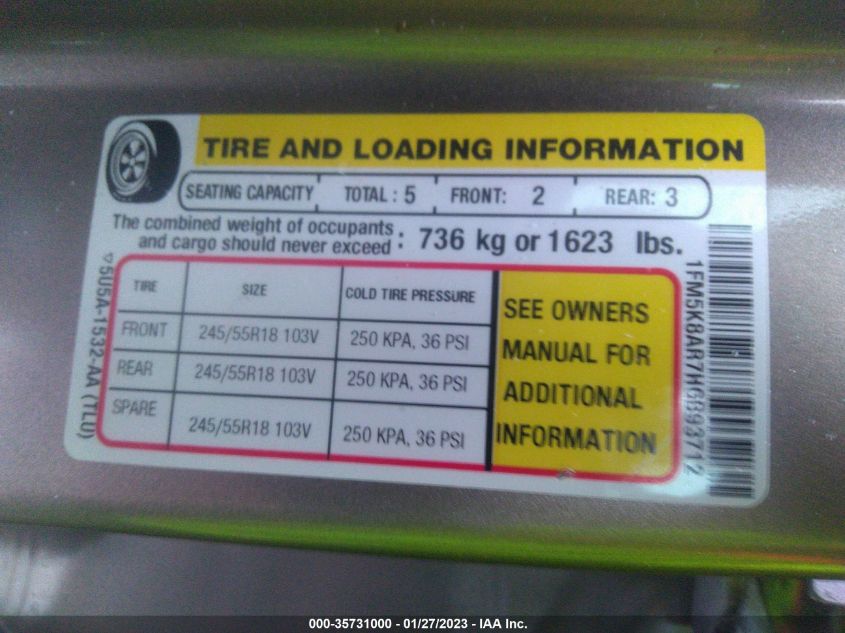 TIRE AND LOADING INFORMATION
SEATING CAPACITY TOTAL : 5 FRONT: 2 REAR: 3
The combined weight of occupants
and cargo should never exceed : 736 kg or 1623 lbs.
TIRE SIZE COLD TIRE PRESSURE
FRONT 245/55R18 103V 250 KPA, 36 PSI
REAR 245/55R18 103V 250 KPA, 36 PSI
SPARE 245/55R18 103V 250 KPA, 36 PSI
SEE OWNERS
MANUAL FOR
ADDITIONAL
INFORMATION
5U5A-1532-AA (TLU)
1FM5K8AR7HGB93712
000-35731000 - 01/27/2023 - IAA Inc.